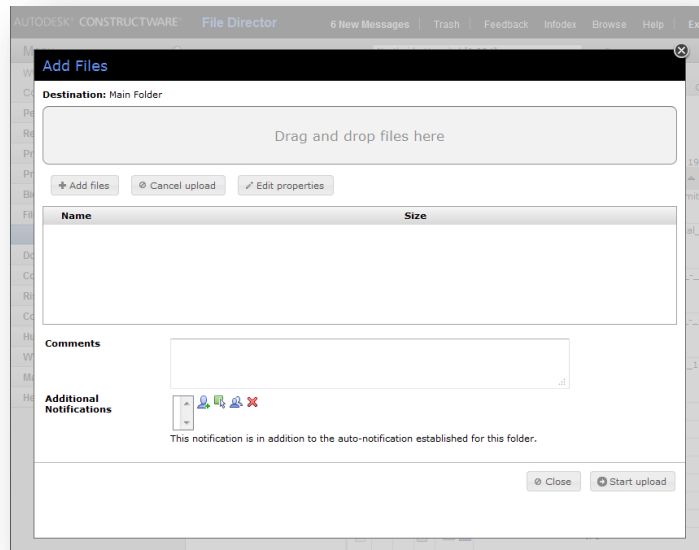 AUTODESK® CONSTRUCTWARE® File Director 6 New Messages Trash Feedback Infodex Browse Help Ex
Add Files
Destination: Main Folder
Drag and drop files here
Add files Cancel upload Edit properties
Name Size
Comments
Additional
Notifications
This notification is in addition to the auto-notification established for this folder.
Close Start upload